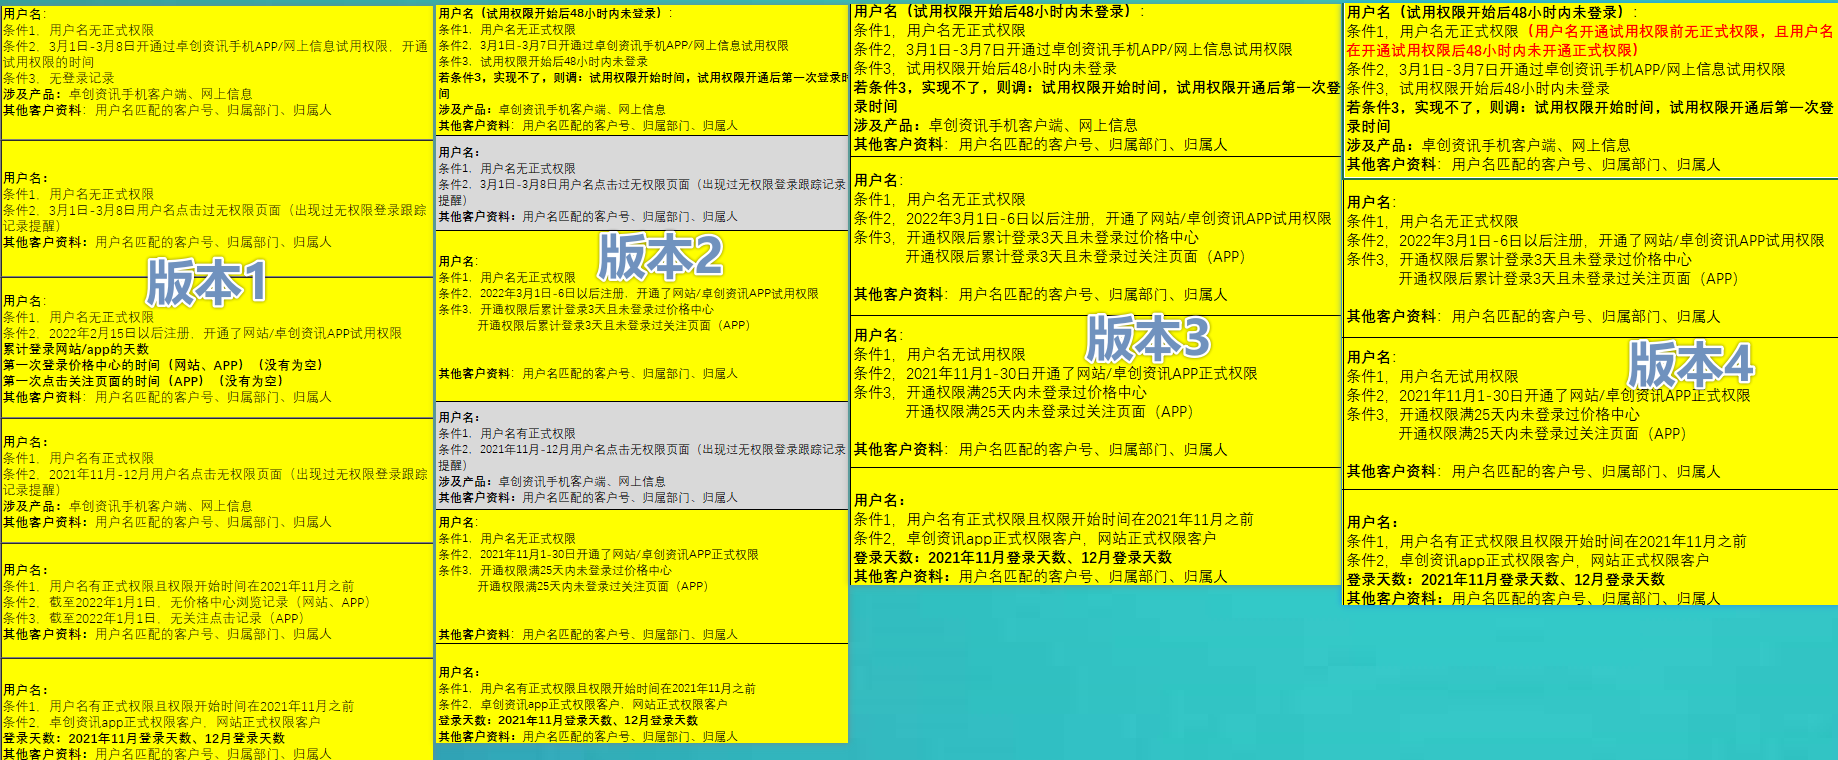 用户名：
条件1，用户名无正式权限
条件2，3月1日-3月8日开通过卓创资讯手机APP/网上信息试用权限，开通
试用权限的时间
条件3，无登录记录
涉及产品：卓创资讯手机客户端、网上信息
其他客户资料：用户名匹配的客户号、归属部门、归属人
用户名：
条件1，用户名无正式权限
条件2，3月1日-3月8日用户名点击过无权限页面（出现过无权限登录跟踪
记录提醒）
其他客户资料：用户名匹配的客户号、归属部门、归属人
版本1
用户名：
条件1，用户名无正式权限
条件2，2022年2月15日以后注册，开通了网站/卓创资讯APP试用权限
累计登录网站/app的天数
第一次登录价格中心的时间（网站、APP）（没有为空）
第一次点击关注页面的时间（APP）（没有为空）
其他客户资料：用户名匹配的客户号、归属部门、归属人
用户名：
条件1，用户名有正式权限
条件2，2021年11月-12月用户名点击无权限页面（出现过无权限登录跟踪
记录提醒）
涉及产品：卓创资讯手机客户端、网上信息
其他客户资料：用户名匹配的客户号、归属部门、归属人
用户名：
条件1，用户名有正式权限且权限开始时间在2021年11月之前
条件2，截至2022年1月1日，无价格中心浏览记录（网站、APP）
条件3，截至2022年1月1日，无关注点击记录（APP）
其他客户资料：用户名匹配的客户号、归属部门、归属人
用户名：
条件1，用户名有正式权限且权限开始时间在2021年11月之前
条件2，卓创资讯app正式权限客户，网站正式权限客户
登录天数：2021年11月登录天数、12月登录天数
其他客户资料：用户名匹配的客户号、归属部门、归属人
用户名（试用权限开始后48小时内未登录）：
条件1，用户名无正式权限
条件2，3月1日-3月7日开通过卓创资讯手机APP/网上信息试用权限
条件3，试用权限开始后48小时内未登录
若条件3，实现不了，则调：试用权限开始时间，试用权限开通后第一次登录时
间
涉及产品：卓创资讯手机客户端、网上信息
其他客户资料：用户名匹配的客户号、归属部门、归属人
用户名：
条件1，用户名无正式权限
条件2，3月1日-3月8日用户名点击过无权限页面（出现过无权限登录跟踪记录
提醒）
其他客户资料：用户名匹配的客户号、归属部门、归属人
版本2
用户名：
条件1，用户名无正式权限
条件2，2022年3月1日-6日以后注册，开通了网站/卓创资讯APP试用权限
条件3，开通权限后累计登录3天且未登录过价格中心
开通权限后累计登录3天且未登录过关注页面（APP）
其他客户资料：用户名匹配的客户号、归属部门、归属人
用户名：
条件1，用户名有正式权限
条件2，2021年11月-12月用户名点击无权限页面（出现过无权限登录跟踪记录
提醒）
涉及产品：卓创资讯手机客户端、网上信息
其他客户资料：用户名匹配的客户号、归属部门、归属人
用户名：
条件1，用户名无正式权限
条件2，2021年11月1-30日开通了网站/卓创资讯APP正式权限
条件3，开通权限满25天内未登录过价格中心
开通权限满25天内未登录过关注页面（APP）
其他客户资料：用户名匹配的客户号、归属部门、归属人
用户名：
条件1，用户名有正式权限且权限开始时间在2021年11月之前
条件2，卓创资讯app正式权限客户，网站正式权限客户
登录天数：2021年11月登录天数、12月登录天数
其他客户资料：用户名匹配的客户号、归属部门、归属人
用户名（试用权限开始后48小时内未登录）：
条件1，用户名无正式权限
条件2，3月1日-3月7日开通过卓创资讯手机APP/网上信息试用权限
条件3，试用权限开始后48小时内未登录
若条件3，实现不了，则调：试用权限开始时间，试用权限开通后第一次登
录时间
涉及产品：卓创资讯手机客户端、网上信息
其他客户资料：用户名匹配的客户号、归属部门、归属人
用户名：
条件1，用户名无正式权限
条件2，2022年3月1日-6日以后注册，开通了网站/卓创资讯APP试用权限
条件3，开通权限后累计登录3天且未登录过价格中心
开通权限后累计登录3天且未登录过关注页面（APP）
其他客户资料：用户名匹配的客户号、归属部门、归属人
版本3
用户名：
条件1，用户名无试用权限
条件2，2021年11月1-30日开通了网站/卓创资讯APP正式权限
条件3，开通权限满25天内未登录过价格中心
开通权限满25天内未登录过关注页面（APP）
其他客户资料：用户名匹配的客户号、归属部门、归属人
用户名：
条件1，用户名有正式权限且权限开始时间在2021年11月之前
条件2，卓创资讯app正式权限客户，网站正式权限客户
登录天数：2021年11月登录天数、12月登录天数
其他客户资料：用户名匹配的客户号、归属部门、归属人
用户名（试用权限开始后48小时内未登录）：
条件1，用户名无正式权限（用户名开通试用权限前无正式权限，且用户名
在开通试用权限后48小时内未开通正式权限）
条件2，3月1日-3月7日开通过卓创资讯手机APP/网上信息试用权限
条件3，试用权限开始后48小时内未登录
若条件3，实现不了，则调：试用权限开始时间，试用权限开通后第一次登
录时间
涉及产品：卓创资讯手机客户端、网上信息
其他客户资料：用户名匹配的客户号、归属部门、归属人
用户名：
条件1，用户名无正式权限
条件2，2022年3月1日-6日以后注册，开通了网站/卓创资讯APP试用权限
条件3，开通权限后累计登录3天且未登录过价格中心
开通权限后累计登录3天且未登录过关注页面（APP）
其他客户资料：用户名匹配的客户号、归属部门、归属人
版本4
用户名：
条件1，用户名无试用权限
条件2，2021年11月1-30日开通了网站/卓创资讯APP正式权限
条件3，开通权限满25天内未登录过价格中心
开通权限满25天内未登录过关注页面（APP）
其他客户资料：用户名匹配的客户号、归属部门、归属人
用户名：
条件1，用户名有正式权限且权限开始时间在2021年11月之前
条件2，卓创资讯app正式权限客户，网站正式权限客户
登录天数：2021年11月登录天数、12月登录天数
其他客户资料：用户名匹配的客户号、归属部门、归属人